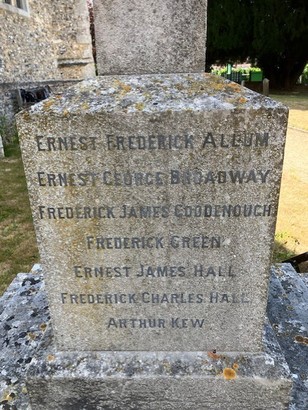 ERNEST FREDERICK ALLUM
ERNEST GEORGE BROADWAY
FREDERICK JAMES GOODENOUGH
FREDERICK GREEN
ERNEST JAMES HALL
FREDERICK CHARLES HALL
ARTHUR KEW